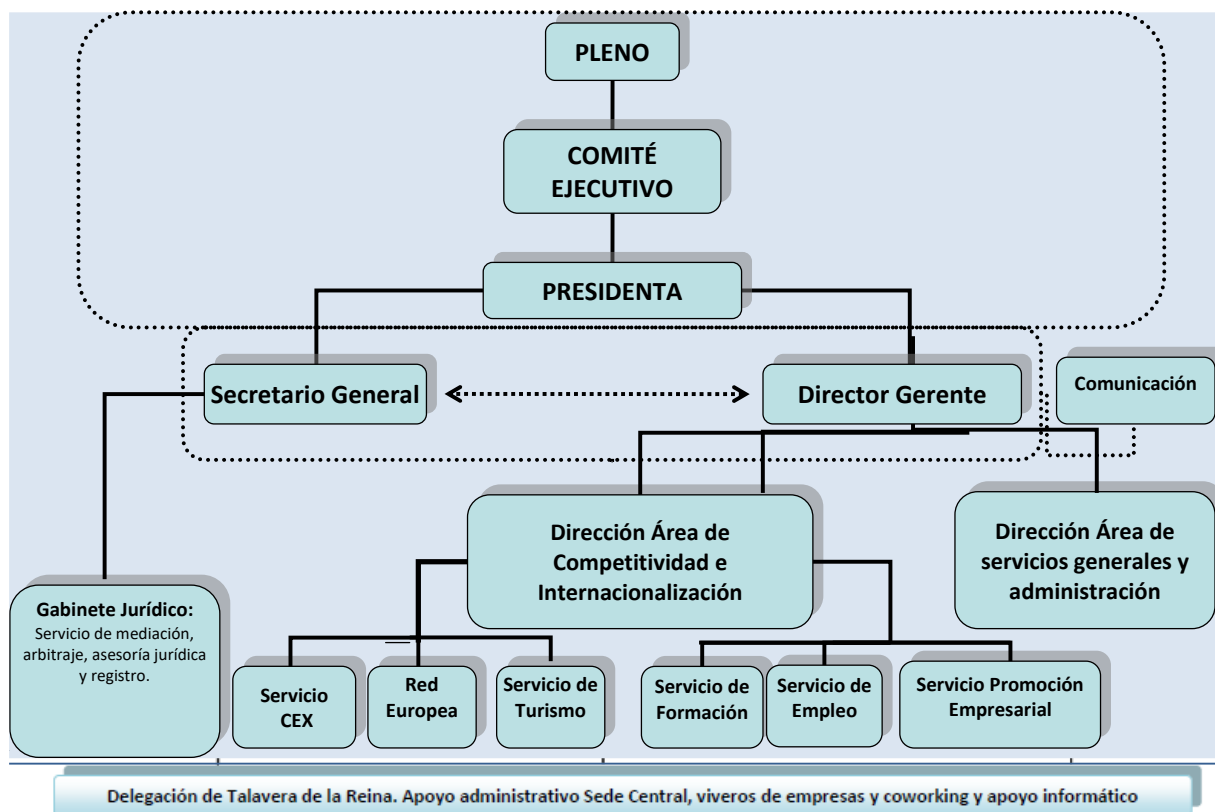 PLENO
COMITÉ
EJECUTIVO
PRESIDENTA
Secretario General
Director Gerente
Comunicación
Dirección Área de
Competitividad e
Internacionalización
Dirección Área de
servicios generales y
administración
Gabinete Jurídico:
Servicio de mediación,
arbitraje, asesoría jurídica
y registro.
Servicio
CEX
Red
Europea
Servicio de
Turismo
Servicio de
Formación
Servicio de
Empleo
Servicio Promoción
Empresarial
Delegación de Talavera de la Reina. Apoyo administrativo Sede Central, viveros de empresas y coworking y apoyo informático